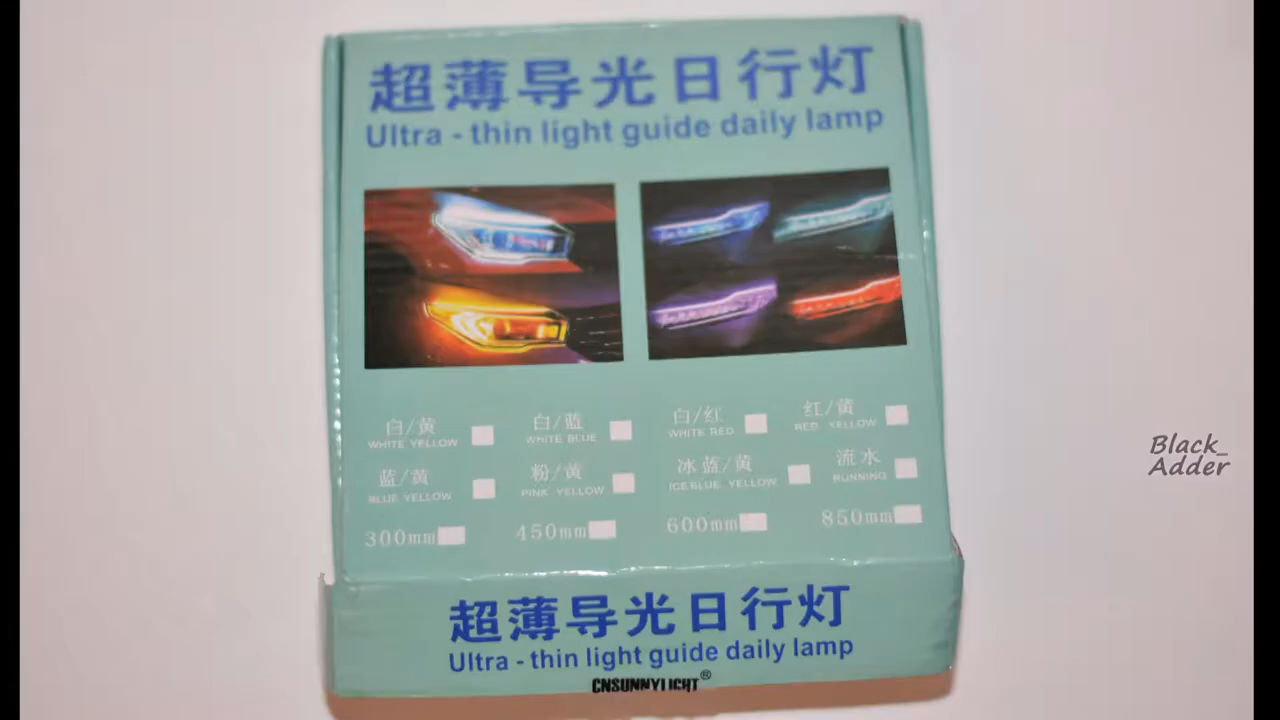 超薄导光日行灯
Ultra - thin light guide daily lamp
白/黄 白/蓝 白/红 红/黄
WHITE YELLOW WHITE BLUE WHITE RED RED YELLOW
蓝/黄 粉/黄 冰蓝/黄 流水
BLUE YELLOW PINK YELLOW ICE BLUE YELLOW RUNNING
300mm 450mm 600mm 850mm
Black_
Adder
超薄导光日行灯
Ultra - thin light guide daily lamp
CNSUNNYLIGHT®